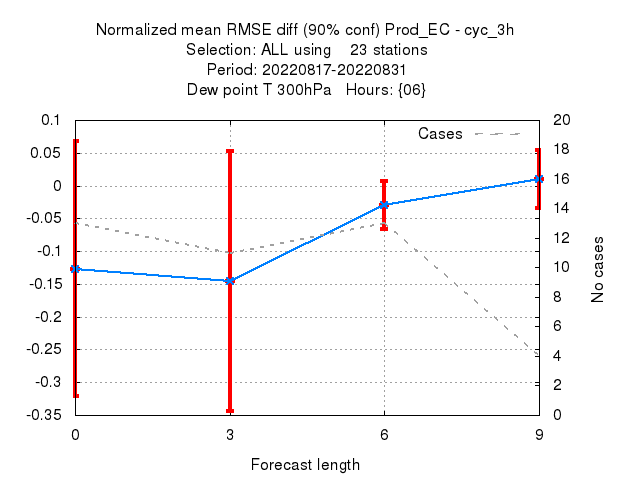 Normalized mean RMSE diff (90% conf) Prod_EC - cyc_3h
Selection: ALL using    23 stations
Period: 20220817-20220831
Dew point T 300hPa   Hours: {06}
Cases
0.1
0.05
0
-0.05
-0.1
-0.15
-0.2
-0.25
-0.3
-0.35
20
18
16
14
12
10
8
6
4
2
0
No cases
0 3 6 9
Forecast length